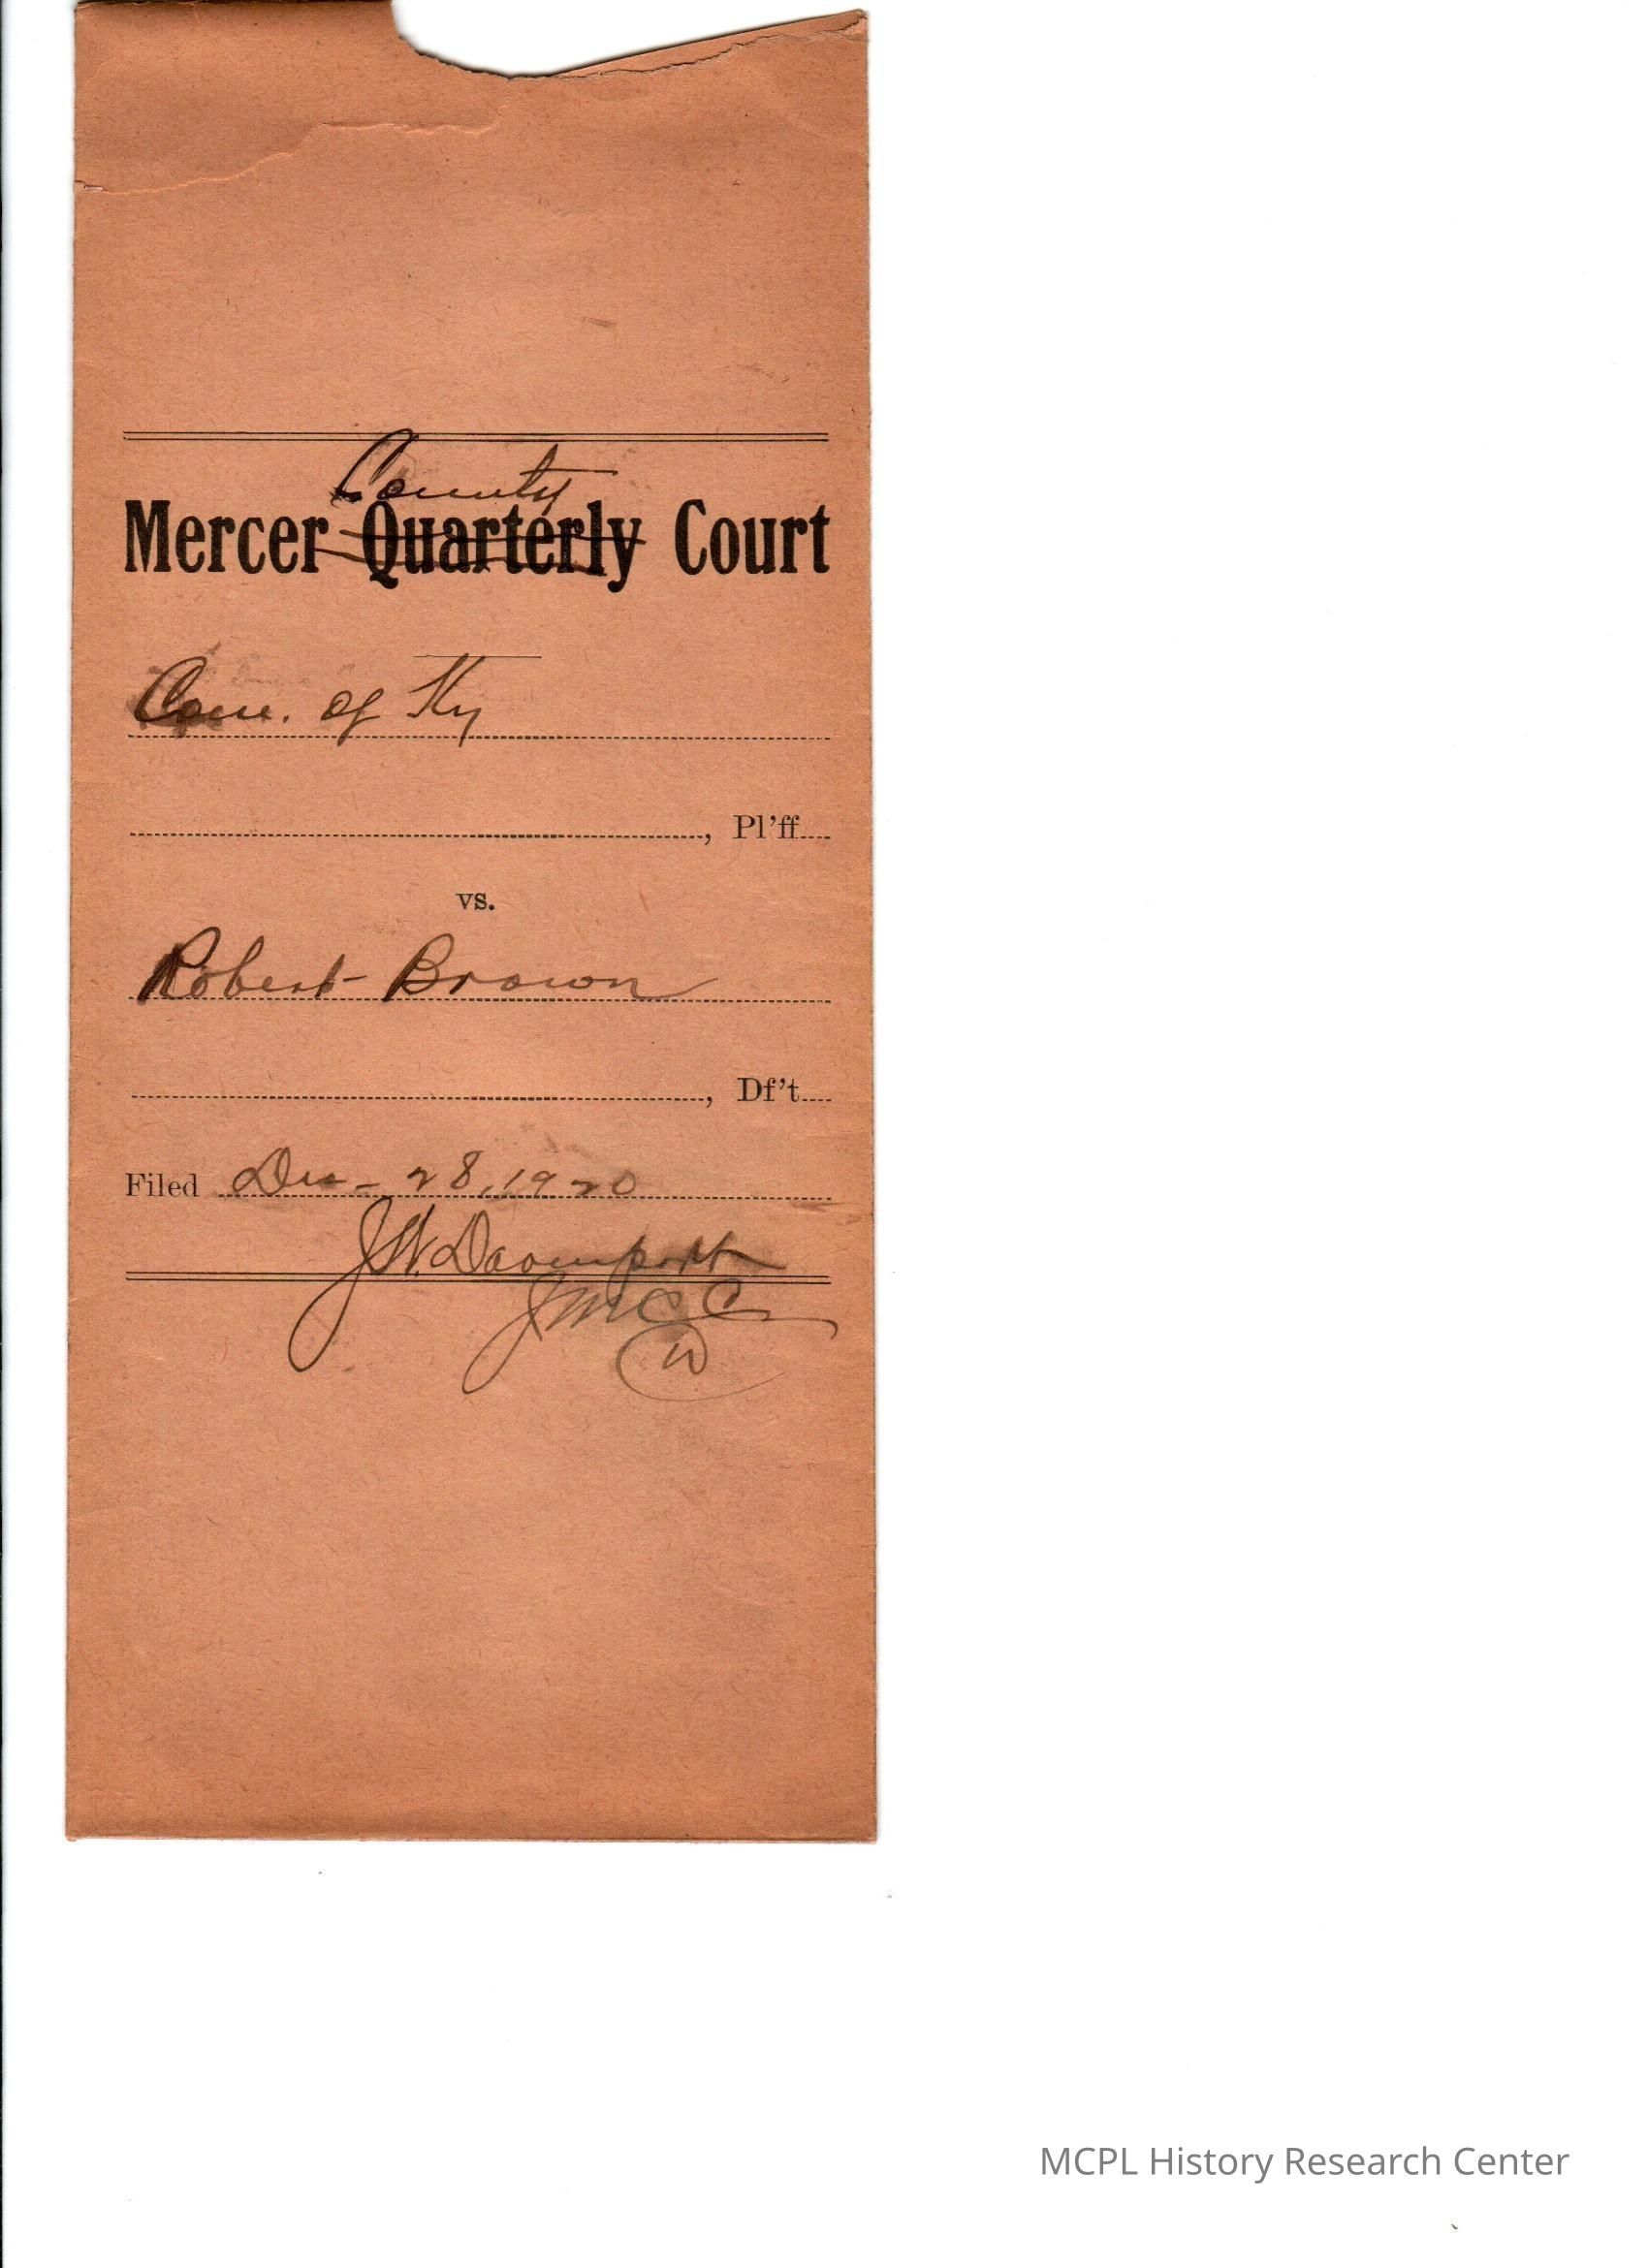 County
Mercer Quarterly Court
Com. of Ky
, Pl'ff
vs.
Robert Brown
, Df't
Filed Dec - 28, 1920
J.W. Davenport
JMCC
MCPL History Research Center